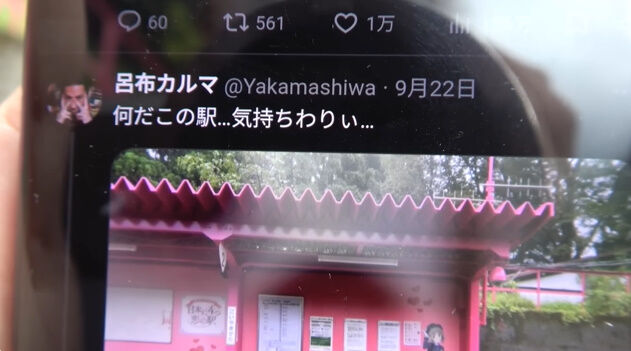 60 561 1万
呂布カルマ @Yakamashiwa · 9月22日
何だこの駅...気持ちわりぃ...